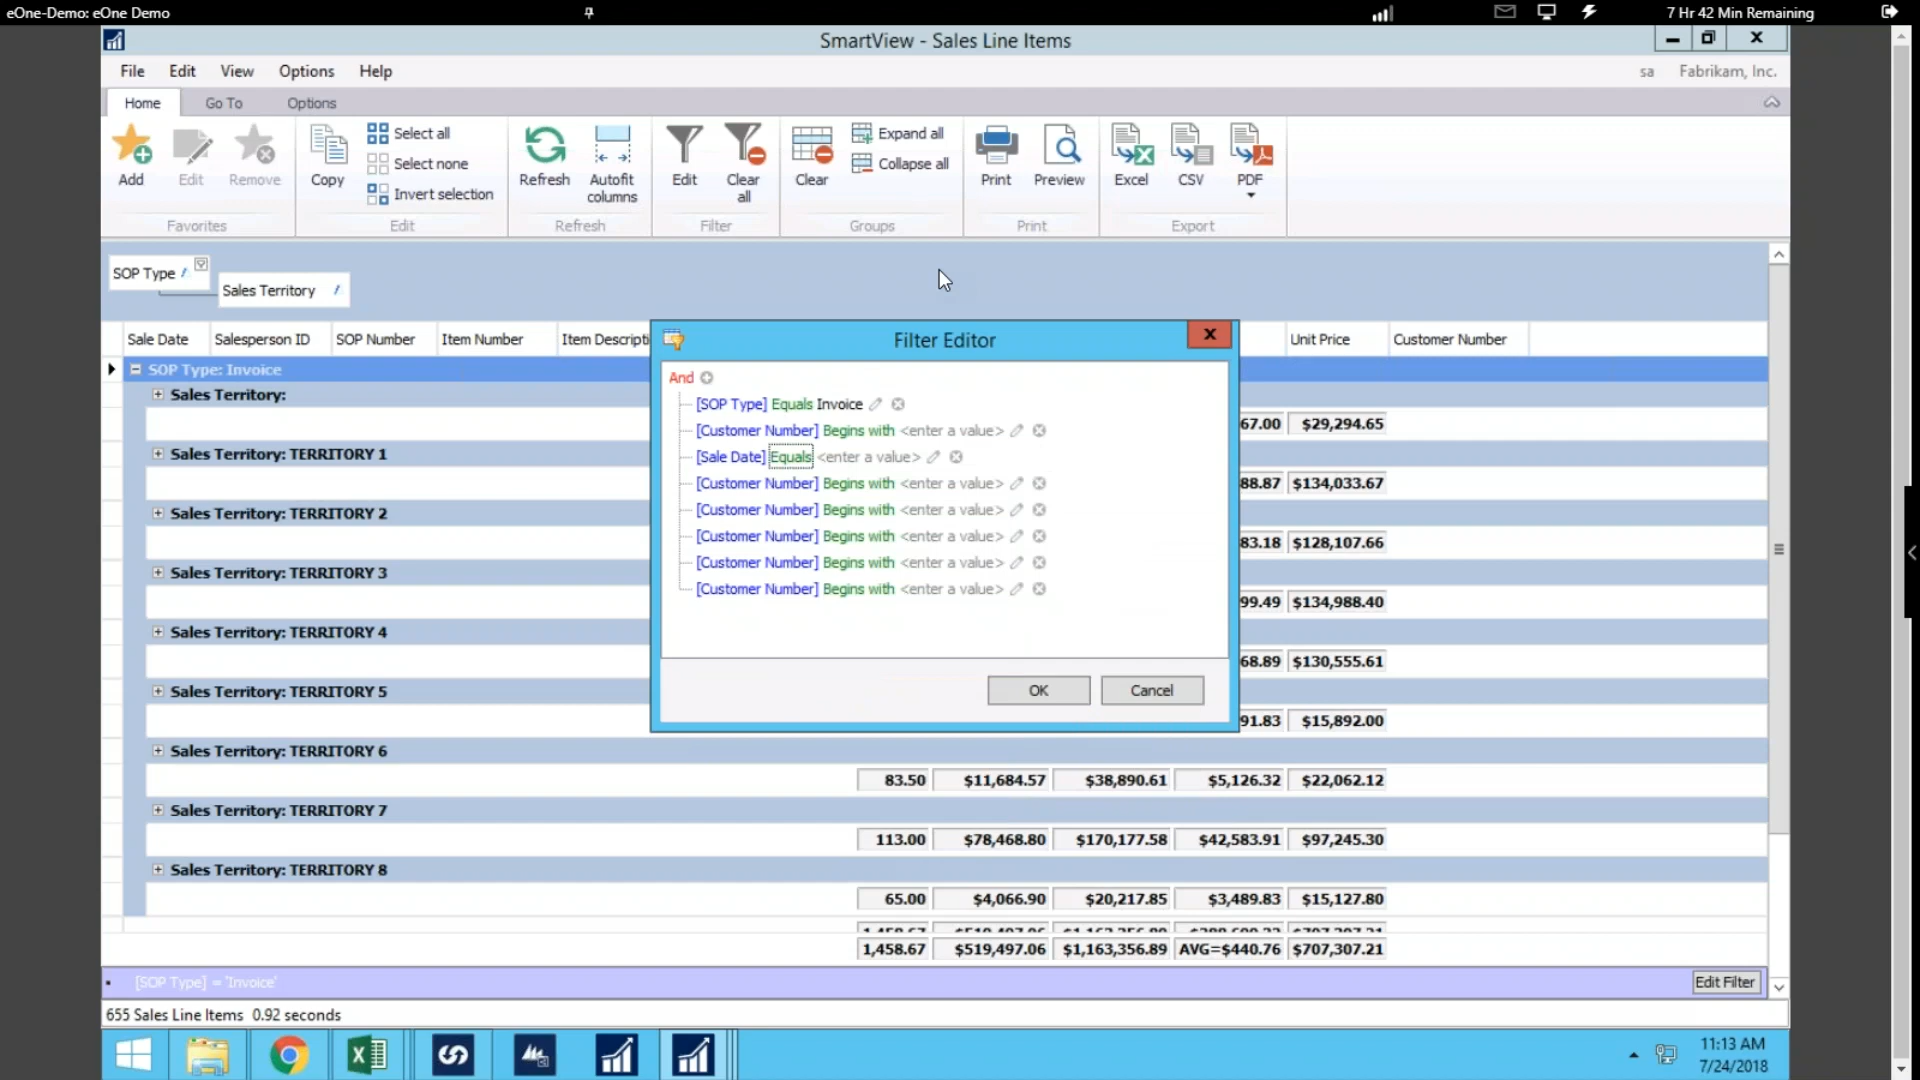 eOne-Demo: eOne Demo
7 Hr 42 Min Remaining
SmartView - Sales Line Items
File Edit View Options Help
sa Fabrikam, Inc.
Home Go To Options
Add
Edit
Remove
Favorites
Copy
Select all
Select none
Invert selection
Edit
Refresh
Autofit
columns
Refresh
Edit
Clear
all
Filter
Clear
Expand all
Collapse all
Groups
Print
Preview
Print
Excel
CSV
PDF
Export
SOP Type
Sales Territory
Sale Date Salesperson ID SOP Number Item Number Item Descripti Unit Price Customer Number
SOP Type: Invoice
Sales Territory:
67.00 $29,294.65
Sales Territory: TERRITORY 1
88.87 $134,033.67
Sales Territory: TERRITORY 2
83.18 $128,107.66
Sales Territory: TERRITORY 3
99.49 $134,988.40
Sales Territory: TERRITORY 4
68.89 $130,555.61
Sales Territory: TERRITORY 5
91.83 $15,892.00
Sales Territory: TERRITORY 6
83.50 $11,684.57 $38,890.61 $5,126.32 $22,062.12
Sales Territory: TERRITORY 7
113.00 $78,468.80 $170,177.58 $42,583.91 $97,245.30
Sales Territory: TERRITORY 8
65.00 $4,066.90 $20,217.85 $3,489.83 $15,127.80
1,458.67 $519,497.06 $1,163,356.89 AVG=$440.76 $707,307.21
Filter Editor
And
[SOP Type] Equals Invoice
[Customer Number] Begins with <enter a value>
[Sale Date] Equals <enter a value>
[Customer Number] Begins with <enter a value>
[Customer Number] Begins with <enter a value>
[Customer Number] Begins with <enter a value>
[Customer Number] Begins with <enter a value>
[Customer Number] Begins with <enter a value>
OK Cancel
[SOP Type] = 'Invoice'
Edit Filter
655 Sales Line Items 0.92 seconds
11:13 AM
7/24/2018